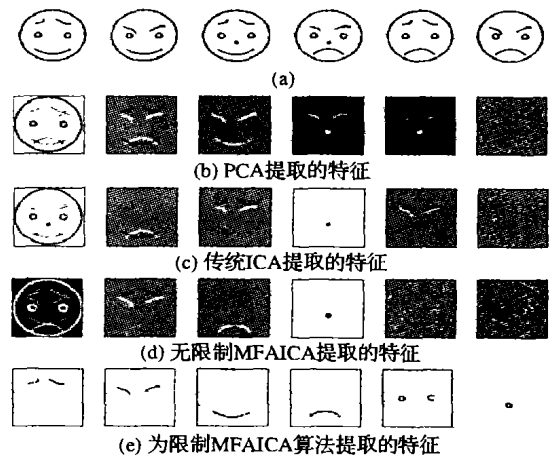 (a)
(b) PCA提取的特征
(c) 传统ICA提取的特征
(d) 无限制MFAICA提取的特征
(e) 为限制MFAICA算法提取的特征